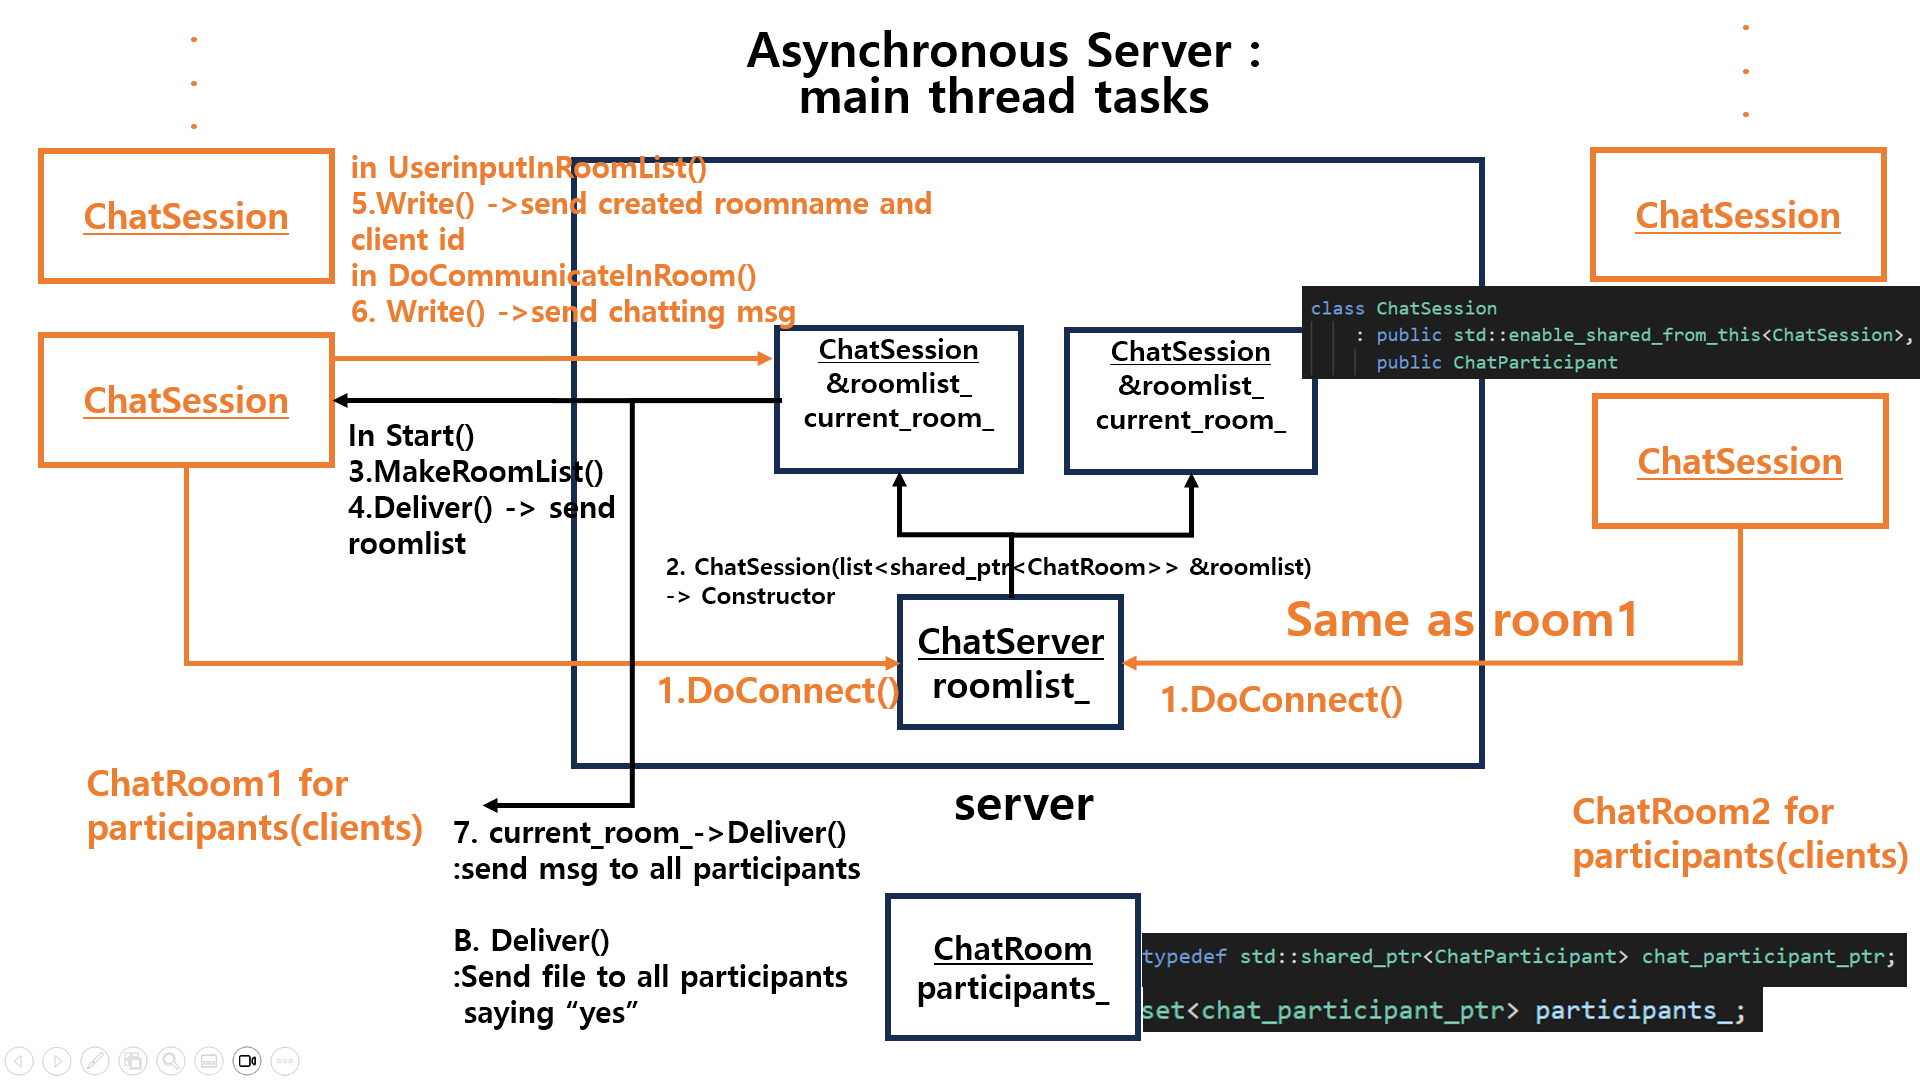 Asynchronous Server :
main thread tasks
ChatSession
in UserinputInRoomList()
5.Write() ->send created roomname and
client id
in DoCommunicateInRoom()
6. Write() ->send chatting msg
ChatSession
ChatSession
In Start()
3.MakeRoomList()
4.Deliver() -> send
roomlist
ChatSession
&roomlist_
current_room_
ChatSession
&roomlist_
current_room_
class ChatSession
: public std::enable_shared_from_this<ChatSession>,
public ChatParticipant
ChatSession
2. ChatSession(list<shared_ptr<ChatRoom>> &roomlist)
-> Constructor
ChatServer
roomlist_
Same as room1
1.DoConnect()
1.DoConnect()
ChatRoom1 for
participants(clients)
server
ChatRoom2 for
participants(clients)
7. current_room_->Deliver()
:send msg to all participants
B. Deliver()
:Send file to all participants
saying “yes”
ChatRoom
participants_
typedef std::shared_ptr<ChatParticipant> chat_participant_ptr;
set<chat_participant_ptr> participants_;